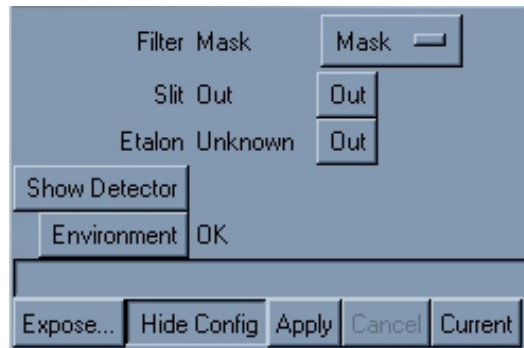 Filter Mask Mask
Slit Out Out
Etalon Unknown Out
Show Detector
Environment OK
Expose... Hide Config Apply Cancel Current